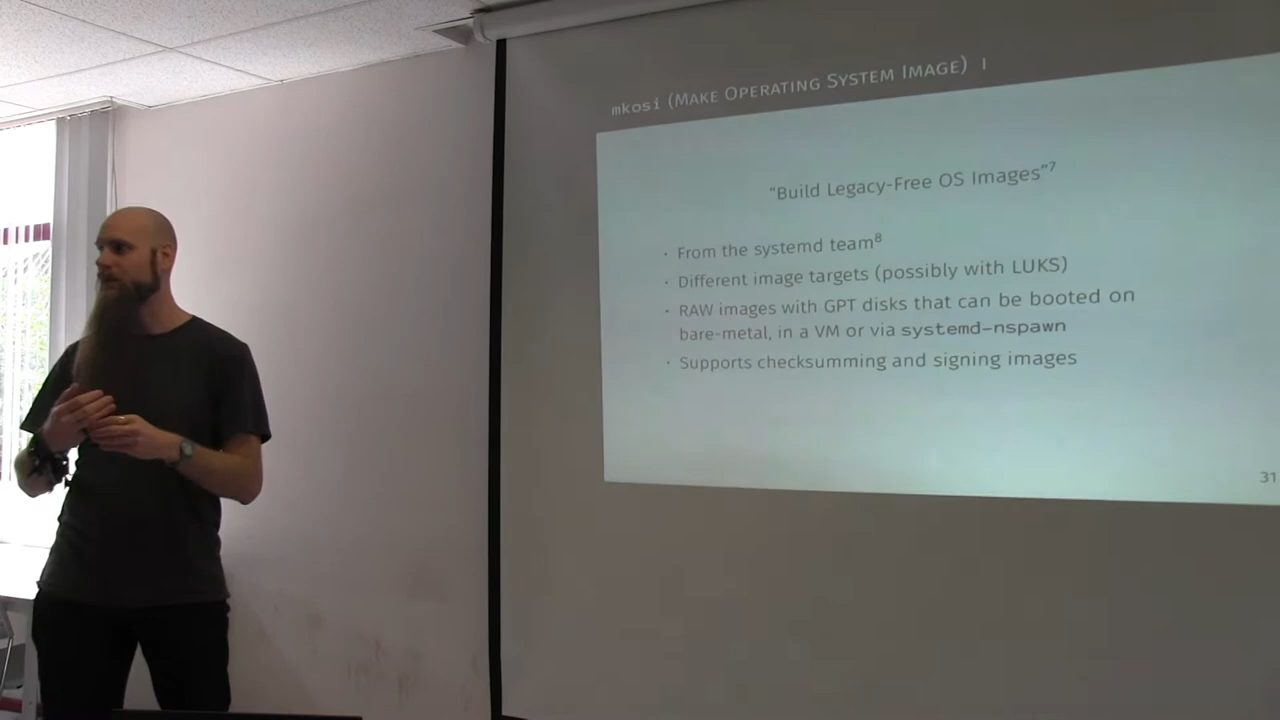 mkosi (MAKE OPERATING SYSTEM IMAGE) I
“Build Legacy-Free OS Images”⁷
· From the systemd team⁸
· Different image targets (possibly with LUKS)
· RAW images with GPT disks that can be booted on
bare-metal, in a VM or via systemd-nspawn
· Supports checksumming and signing images
31